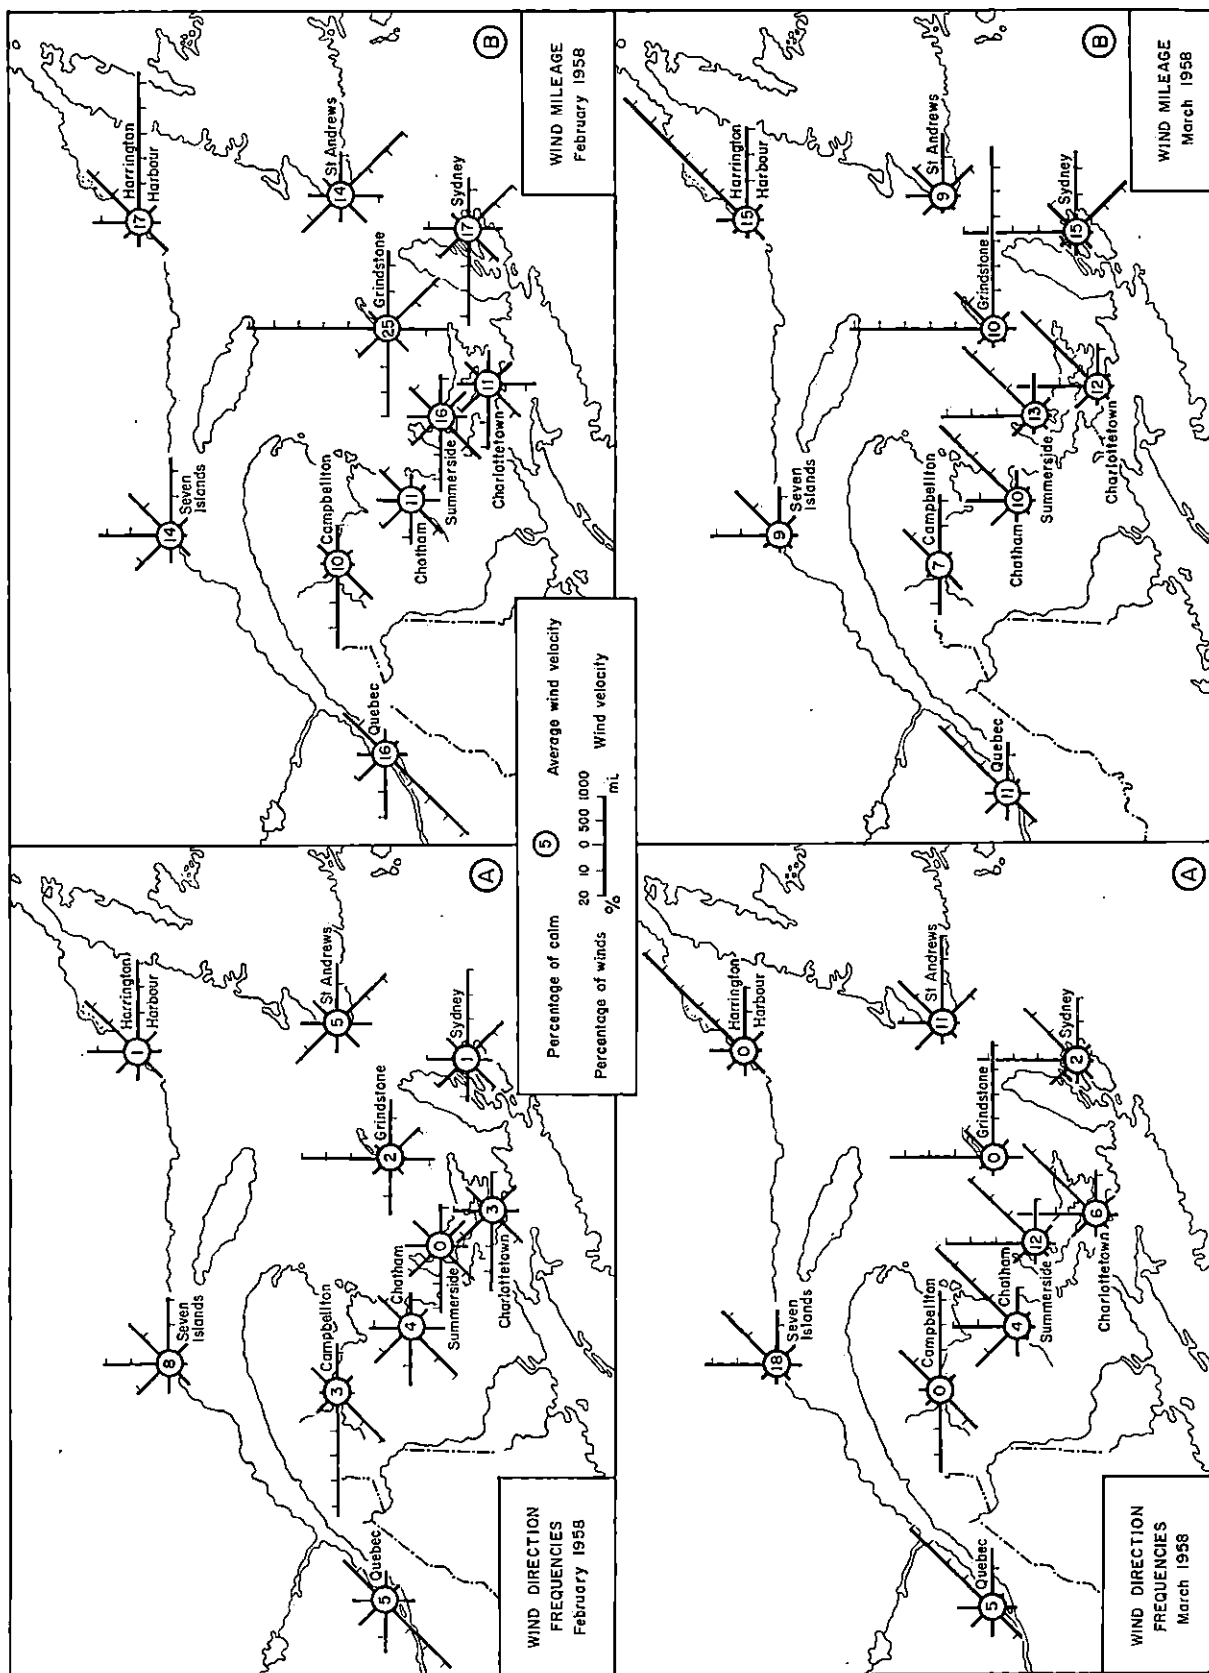 WIND DIRECTION
FREQUENCIES
February 1958
A
Quebec
5
Seven
Islands
8
Campbellton
3
Chatham
4
Summerside
0
Charlottetown
3
Grindstone
2
Harrington
Harbour
1
St Andrews
5
Sydney
1
WIND MILEAGE
February 1958
B
Quebec
16
Seven
Islands
14
Campbellton
10
Chatham
11
Summerside
16
Charlottetown
11
Grindstone
25
Harrington
Harbour
17
St Andrews
14
Sydney
17
Percentage of calm
5
Average wind velocity
Percentage of winds
20 10 0 500 1000
% mi.
Wind velocity
WIND DIRECTION
FREQUENCIES
March 1958
A
Quebec
5
Seven
Islands
18
Campbellton
0
Chatham
4
Summerside
12
Charlottetown
6
Grindstone
0
Harrington
Harbour
0
St Andrews
11
Sydney
2
WIND MILEAGE
March 1958
B
Quebec
11
Seven
Islands
9
Campbellton
7
Chatham
10
Summerside
13
Charlottetown
12
Grindstone
10
Harrington
Harbour
15
St Andrews
9
Sydney
15